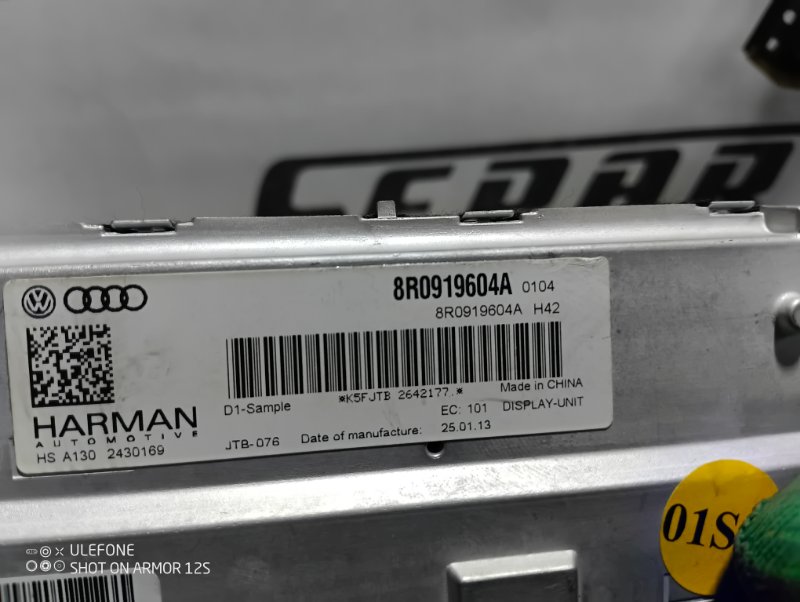 8R0919604A 0104
8R0919604A H42
*K5FJTB 2642177..*
Made in CHINA
D1-Sample
EC: 101 DISPLAY-UNIT
HARMAN
AUTOMOTIVE
JTB-076 Date of manufacture: 25.01.13
HS A130 2430169
01S
ULEFONE
SHOT ON ARMOR 12S